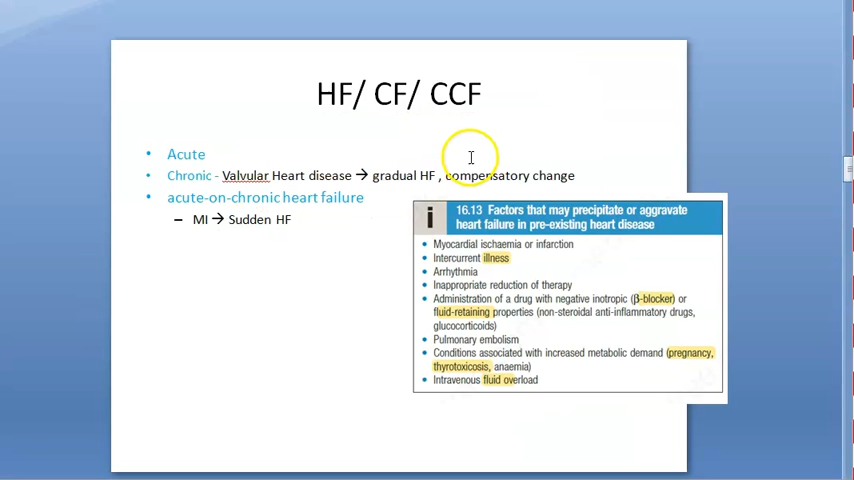 HF/ CF/ CCF
• Acute
• Chronic - Valvular Heart disease → gradual HF , compensatory change
• acute-on-chronic heart failure
– MI → Sudden HF
i
16.13 Factors that may precipitate or aggravate
heart failure in pre-existing heart disease
• Myocardial ischaemia or infarction
• Intercurrent illness
• Arrhythmia
• Inappropriate reduction of therapy
• Administration of a drug with negative inotropic (β-blocker) or
fluid-retaining properties (non-steroidal anti-inflammatory drugs,
glucocorticoids)
• Pulmonary embolism
• Conditions associated with increased metabolic demand (pregnancy,
thyrotoxicosis, anaemia)
• Intravenous fluid overload